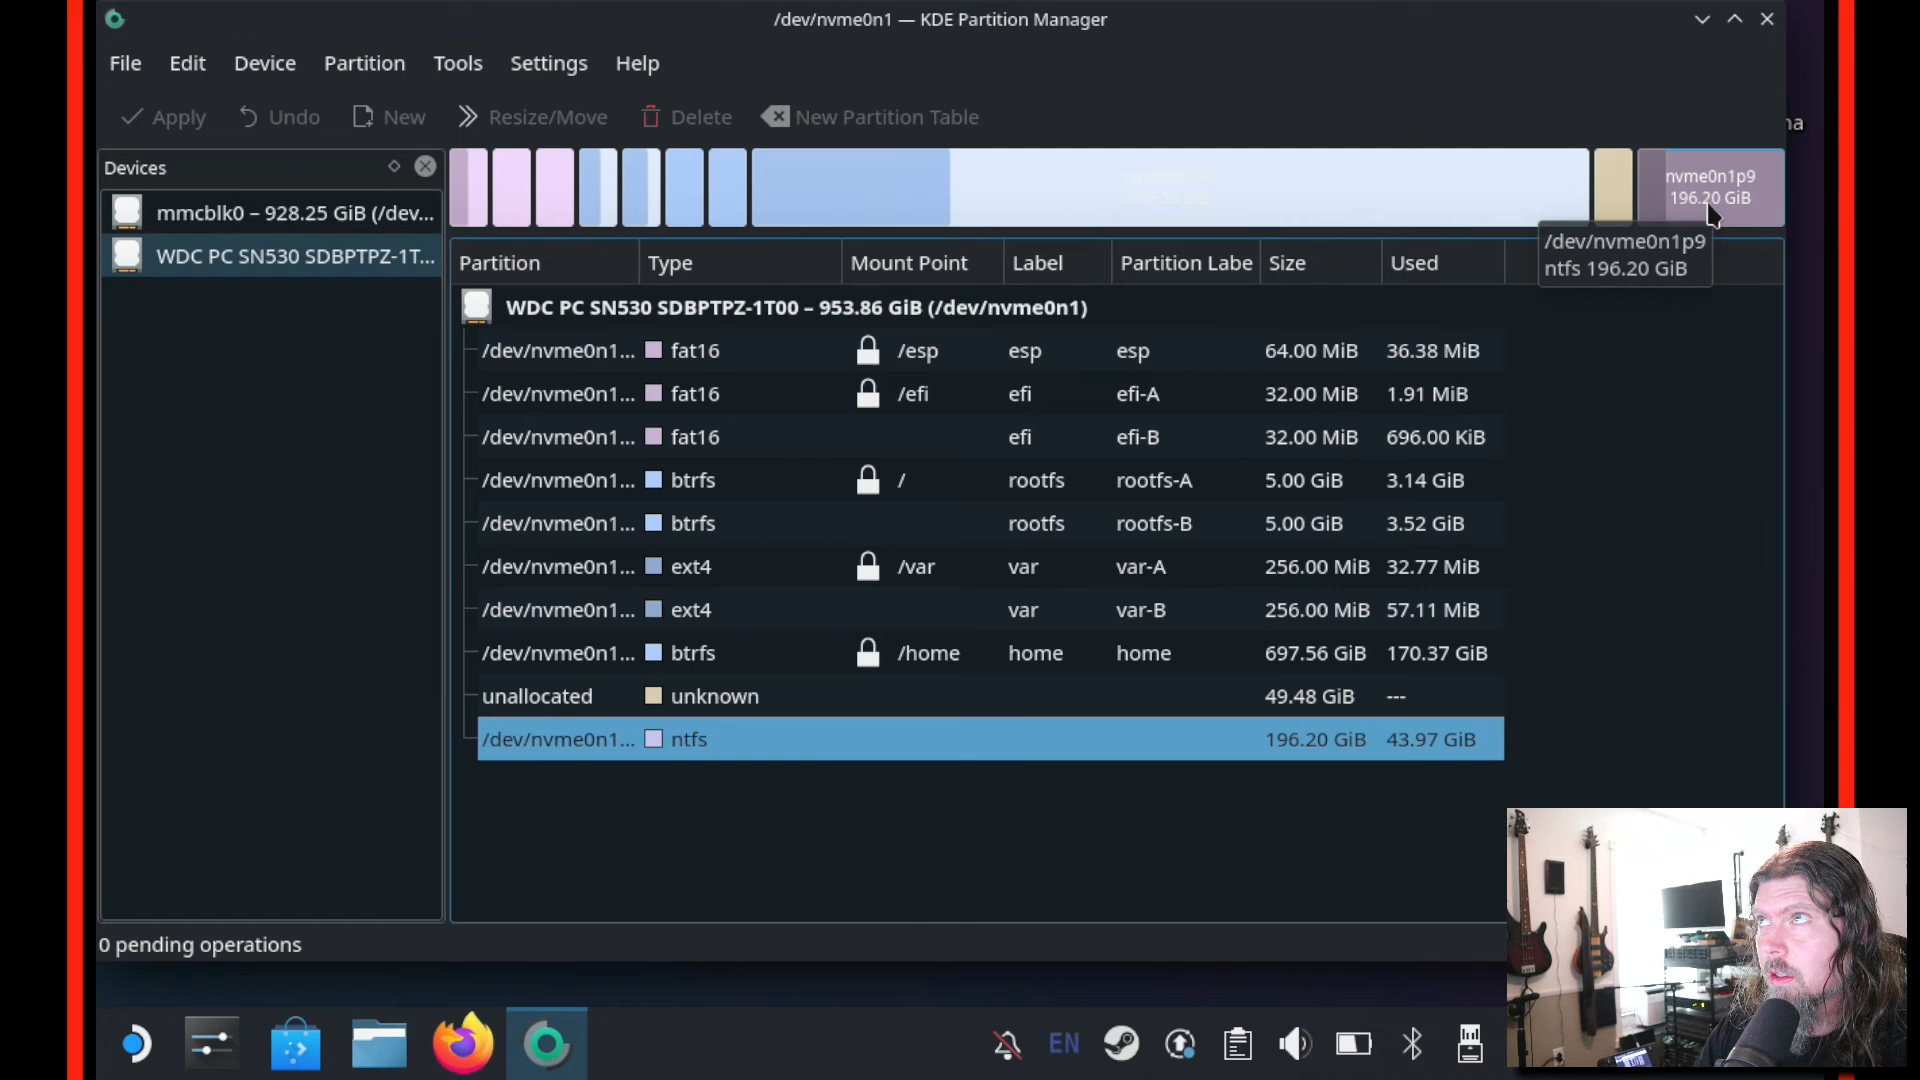 /dev/nvme0n1 — KDE Partition Manager
File Edit Device Partition Tools Settings Help
Apply Undo New Resize/Move Delete New Partition Table
na
Devices
mmcblk0 – 928.25 GiB (/dev...
WDC PC SN530 SDBPTPZ-1T...
nvme0n1p9
196.20 GiB
/dev/nvme0n1p9
ntfs 196.20 GiB
Partition Type Mount Point Label Partition Labe Size Used
WDC PC SN530 SDBPTPZ-1T00 – 953.86 GiB (/dev/nvme0n1)
/dev/nvme0n1... fat16 /esp esp esp 64.00 MiB 36.38 MiB
/dev/nvme0n1... fat16 /efi efi efi-A 32.00 MiB 1.91 MiB
/dev/nvme0n1... fat16 efi efi-B 32.00 MiB 696.00 KiB
/dev/nvme0n1... btrfs / rootfs rootfs-A 5.00 GiB 3.14 GiB
/dev/nvme0n1... btrfs rootfs rootfs-B 5.00 GiB 3.52 GiB
/dev/nvme0n1... ext4 /var var var-A 256.00 MiB 32.77 MiB
/dev/nvme0n1... ext4 var var-B 256.00 MiB 57.11 MiB
/dev/nvme0n1... btrfs /home home home 697.56 GiB 170.37 GiB
unallocated unknown 49.48 GiB ---
/dev/nvme0n1... ntfs 196.20 GiB 43.97 GiB
0 pending operations
EN